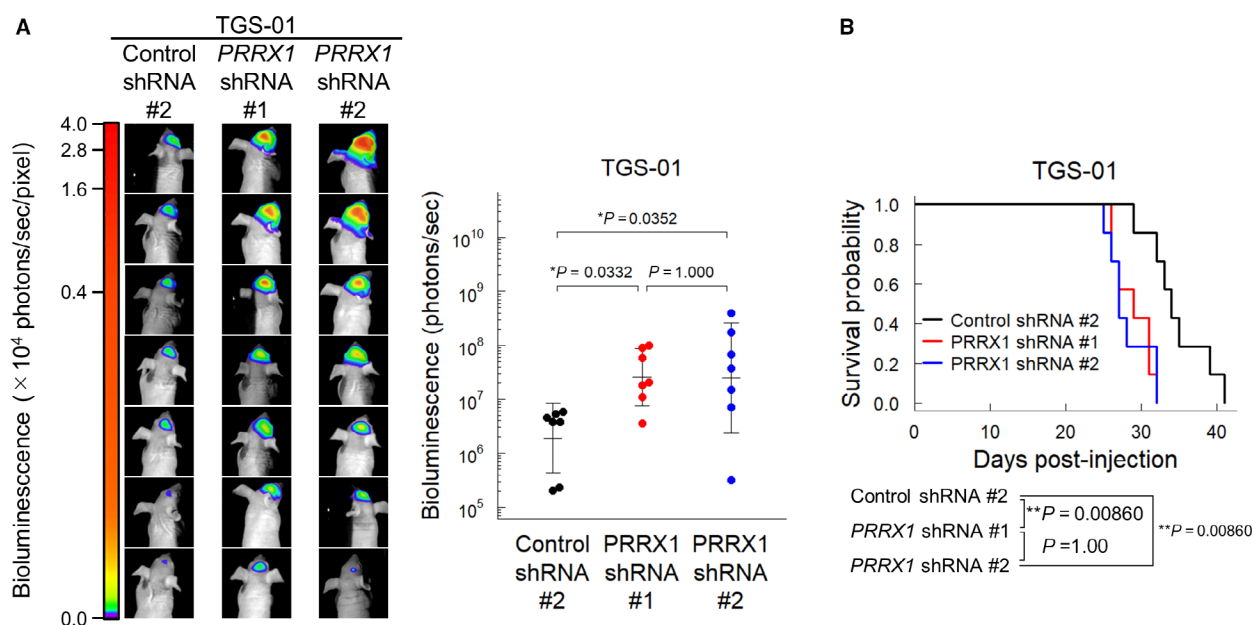 A
TGS-01
Control
shRNA
#2
PRRX1
shRNA
#1
PRRX1
shRNA
#2
Bioluminescence ( × 10⁴ photons/sec/pixel)
4.0
2.8
1.6
0.4
0.0
TGS-01
Bioluminescence (photons/sec)
10¹⁰
10⁹
10⁸
10⁷
10⁶
10⁵
*P = 0.0352
*P = 0.0332
P = 1.000
Control
shRNA
#2
PRRX1
shRNA
#1
PRRX1
shRNA
#2
B
TGS-01
Survival probability
1.0
0.8
0.6
0.4
0.2
0.0
Control shRNA #2
PRRX1 shRNA #1
PRRX1 shRNA #2
0 10 20 30 40
Days post-injection
Control shRNA #2
PRRX1 shRNA #1
PRRX1 shRNA #2
**P = 0.00860
P =1.00
**P = 0.00860